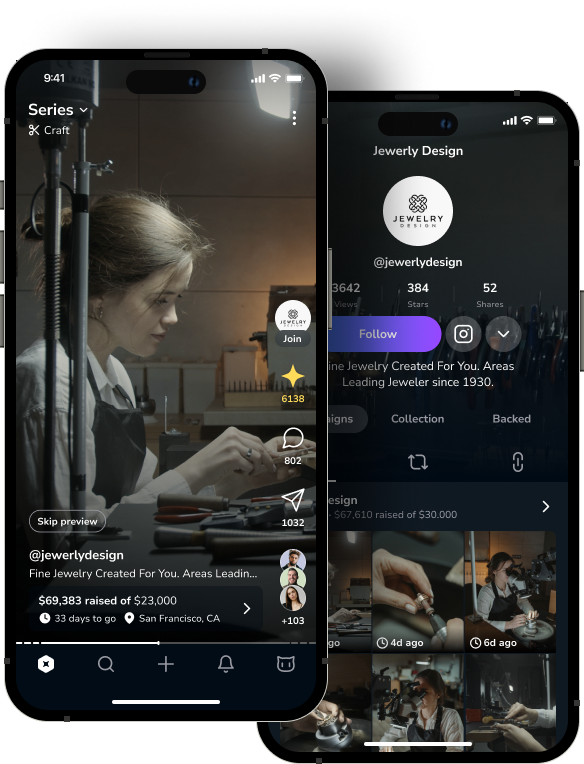 9:41
Series
Craft
JEWELRY
DESIGN
Join
6138
802
1032
Skip preview
@jewerlydesign
Fine Jewelry Created For You. Areas Leadin...
$69,383 raised of $23,000
33 days to go
San Francisco, CA
+103
Jewerly Design
JEWELRY
DESIGN
@jewerlydesign
3642
384
52
Views
Stars
Shares
Follow
ine Jewelry Created For You. Areas
Leading Jeweler since 1930.
aigns
Collection
Backed
esign
$67,610 raised of $30.000
go
4d ago
6d ago